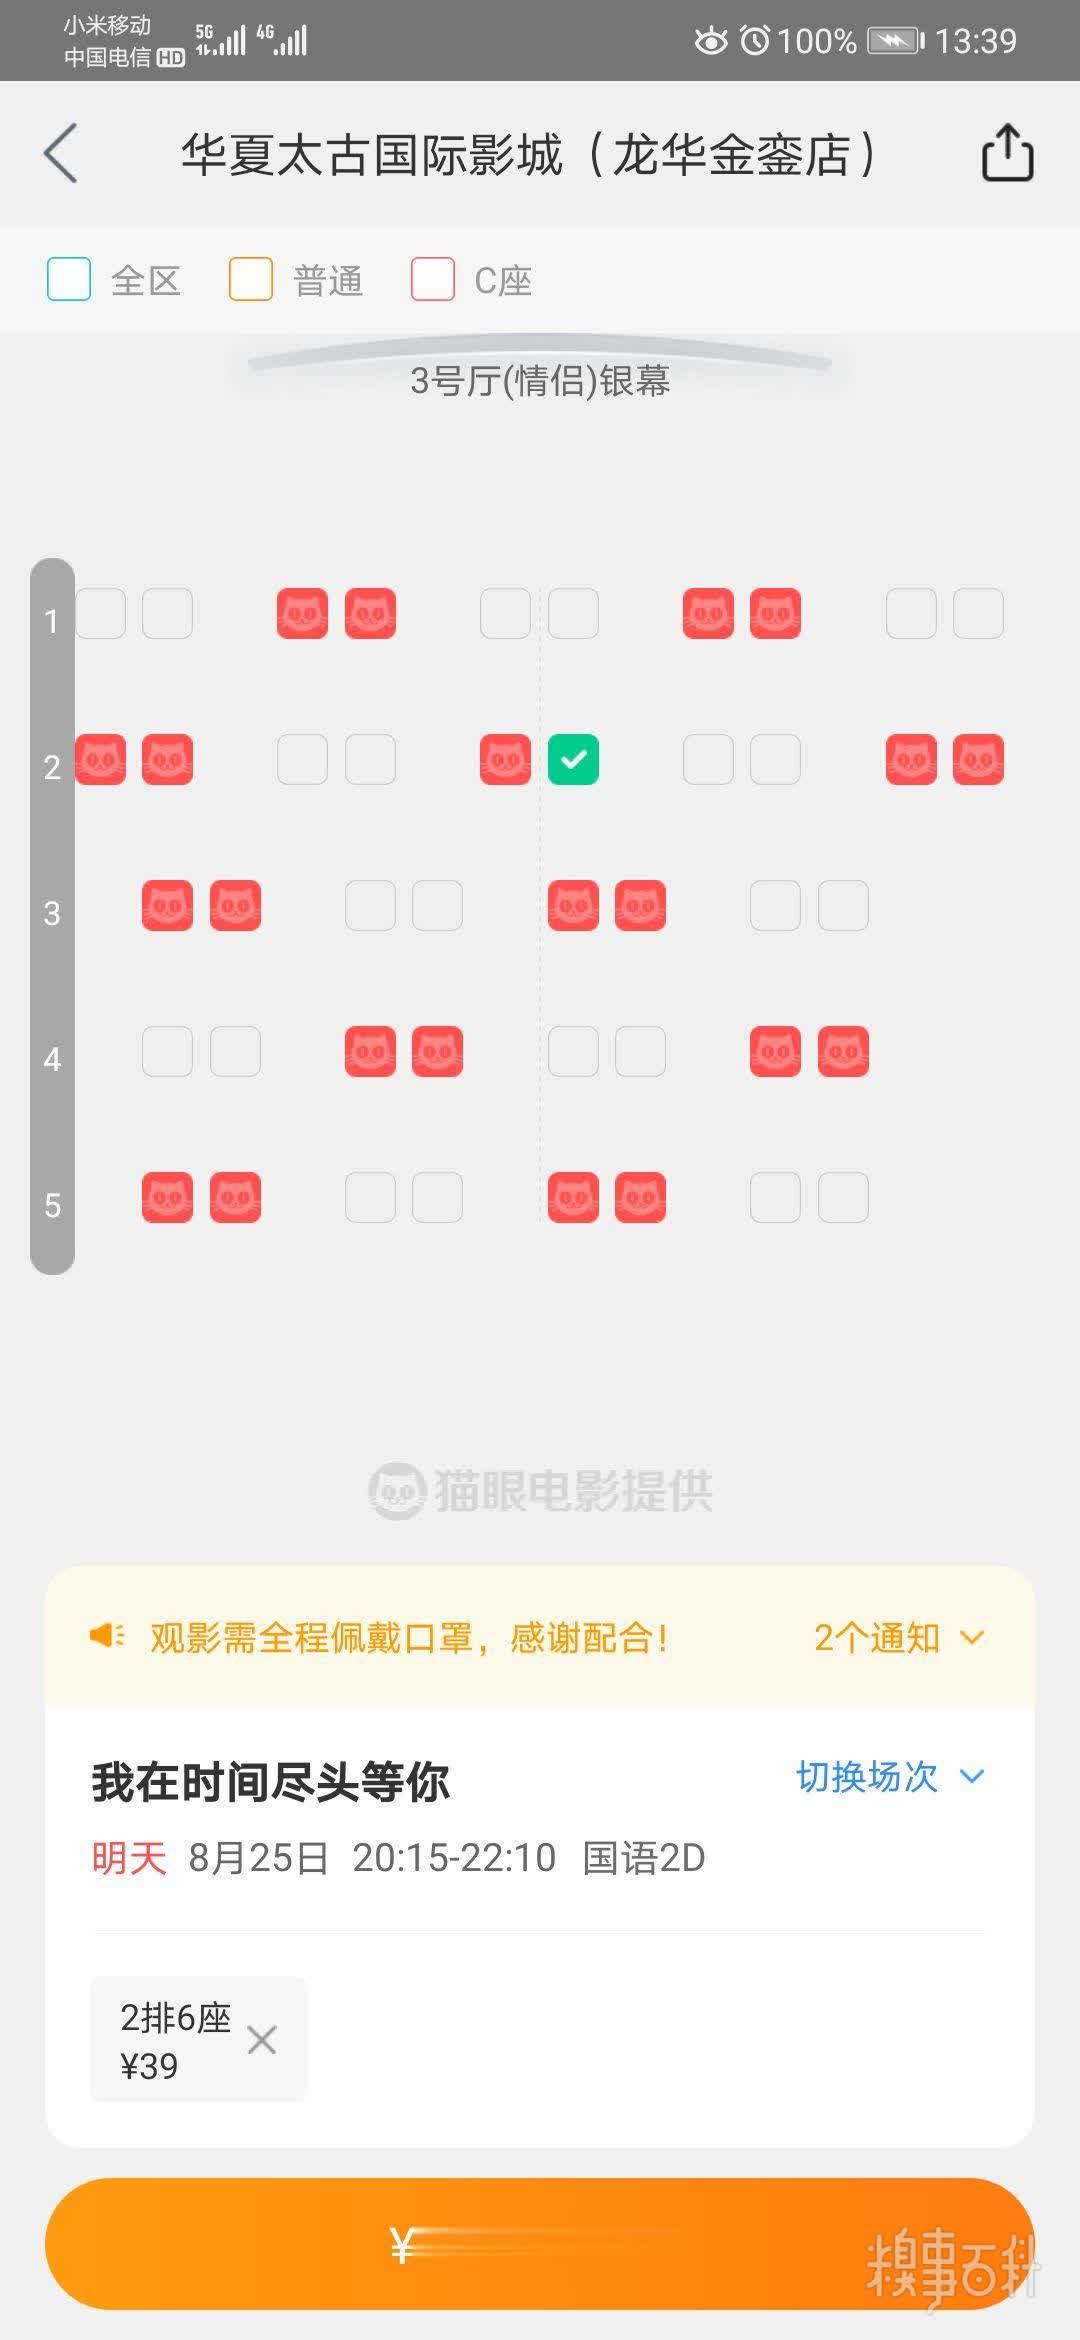 小米移动
中国电信 HD 5G 4G 100% 13:39
华夏太古国际影城（龙华金銮店）
全区 普通 C座
3号厅(情侣)银幕
1
2
3
4
5
猫眼电影提供
观影需全程佩戴口罩，感谢配合！ 2个通知
我在时间尽头等你 切换场次
明天 8月25日 20:15-22:10 国语2D
2排6座
¥39
¥
糗事百科